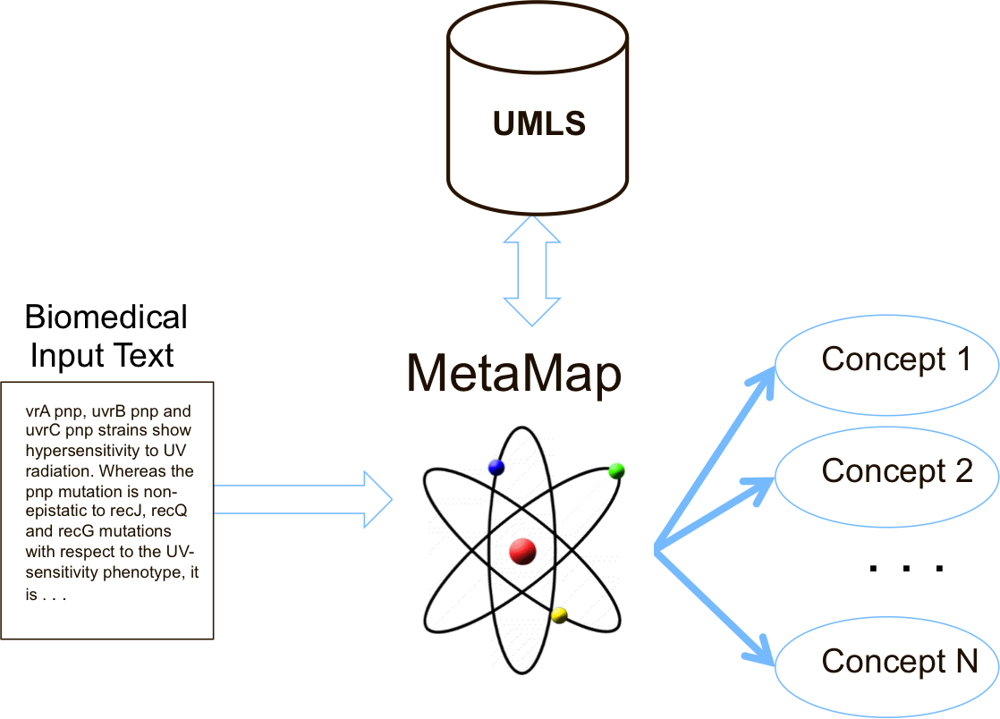 UMLS
Biomedical
Input Text
vrA pnp, uvrB pnp and
uvrC pnp strains show
hypersensitivity to UV
radiation. Whereas the
pnp mutation is non-
epistatic to recJ, recQ
and recG mutations
with respect to the UV-
sensitivity phenotype, it
is . . .
MetaMap
Concept 1
Concept 2
. . .
Concept N